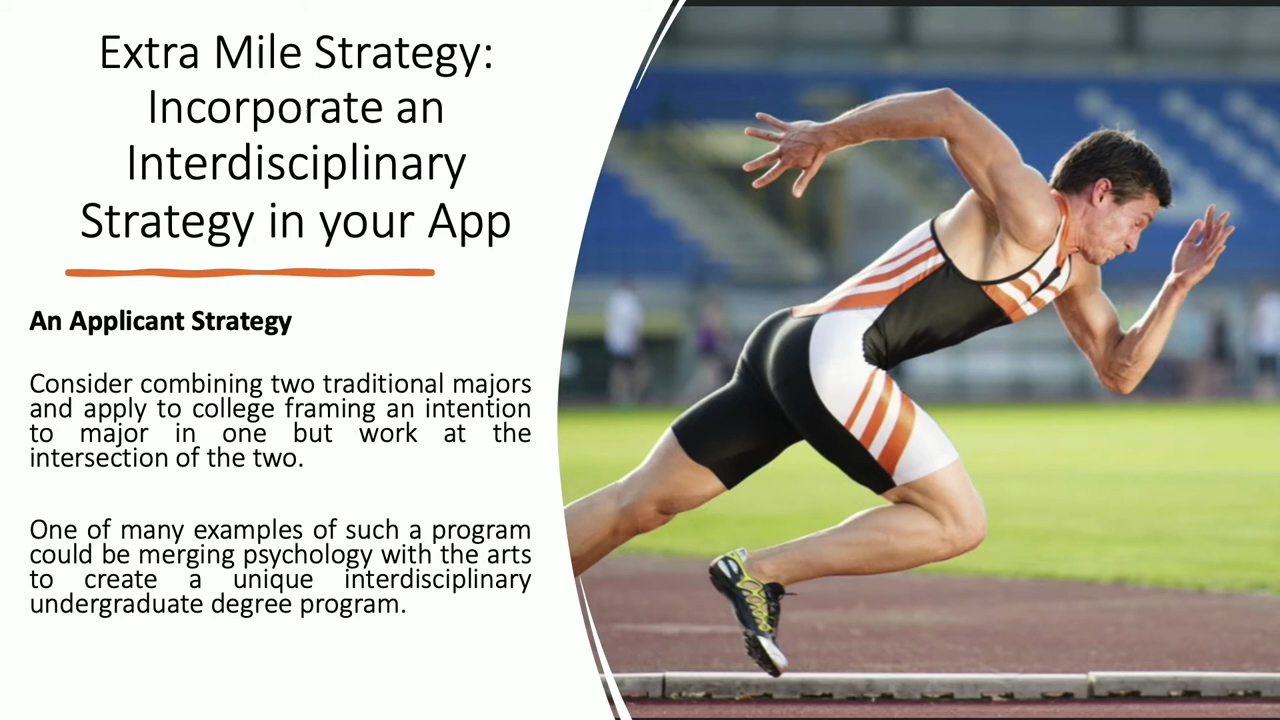 Extra Mile Strategy:
Incorporate an
Interdisciplinary
Strategy in your App
An Applicant Strategy
Consider combining two traditional majors
and apply to college framing an intention
to major in one but work at the
intersection of the two.
One of many examples of such a program
could be merging psychology with the arts
to create a unique interdisciplinary
undergraduate degree program.